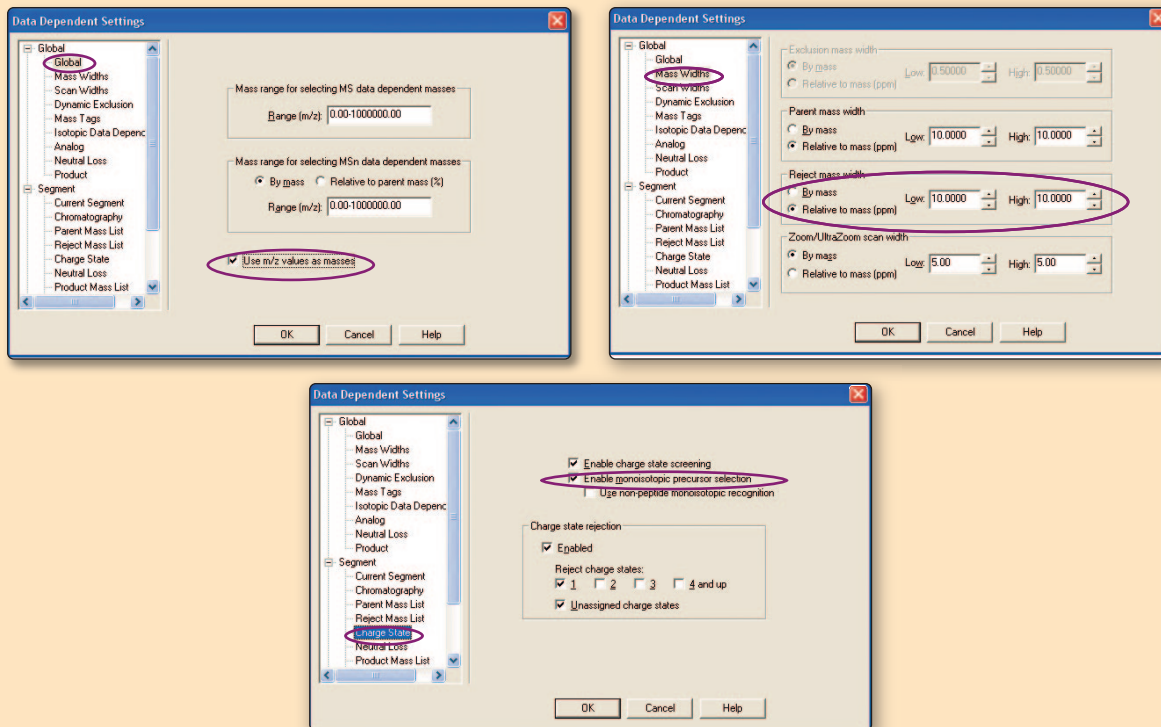 Data Dependent Settings
Global
Global
Mass Widths
Scan Widths
Dynamic Exclusion
Mass Tags
Isotopic Data Depenc
Analog
Neutral Loss
Product
Segment
Current Segment
Chromatography
Parent Mass List
Reject Mass List
Charge State
Neutral Loss
Product Mass List
Mass range for selecting MS data dependent masses
Range (m/z): 0.00-1000000.00
Mass range for selecting MSn data dependent masses
By mass Relative to parent mass (%)
Range (m/z): 0.00-1000000.00
Use m/z values as masses
OK Cancel Help
Data Dependent Settings
Global
Global
Mass Widths
Scan Widths
Dynamic Exclusion
Mass Tags
Isotopic Data Depenc
Analog
Neutral Loss
Product
Segment
Current Segment
Chromatography
Parent Mass List
Reject Mass List
Charge State
Neutral Loss
Product Mass List
Exclusion mass width
By mass
Relative to mass (ppm)
Low: 0.50000 High: 0.50000
Parent mass width
By mass
Relative to mass (ppm)
Low: 10.0000 High: 10.0000
Reject mass width
By mass
Relative to mass (ppm)
Low: 10.0000 High: 10.0000
Zoom/UltraZoom scan width
By mass
Relative to mass (ppm)
Low: 5.00 High: 5.00
OK Cancel Help
Data Dependent Settings
Global
Global
Mass Widths
Scan Widths
Dynamic Exclusion
Mass Tags
Isotopic Data Depenc
Analog
Neutral Loss
Product
Segment
Current Segment
Chromatography
Parent Mass List
Reject Mass List
Charge State
Neutral Loss
Product Mass List
Enable charge state screening
Enable monoisotopic precursor selection
Use non-peptide monoisotopic recognition
Charge state rejection
Enabled
Reject charge states:
1 2 3 4 and up
Unassigned charge states
OK Cancel Help